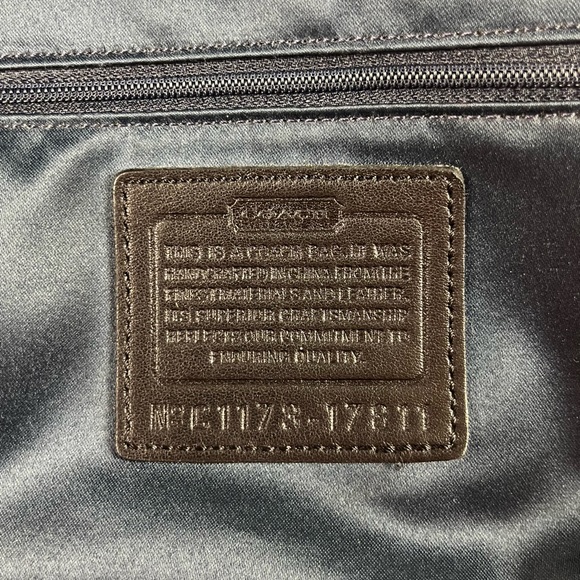 COACH
THIS IS A COACH BAG. IT WAS
HANDCRAFTED IN CHINA FROM THE
FINEST MATERIALS AND LEATHER.
ITS SUPERIOR CRAFTSMANSHIP
REFLECTS OUR COMMITMENT TO
ENDURING QUALITY.
Nº C1173-17811